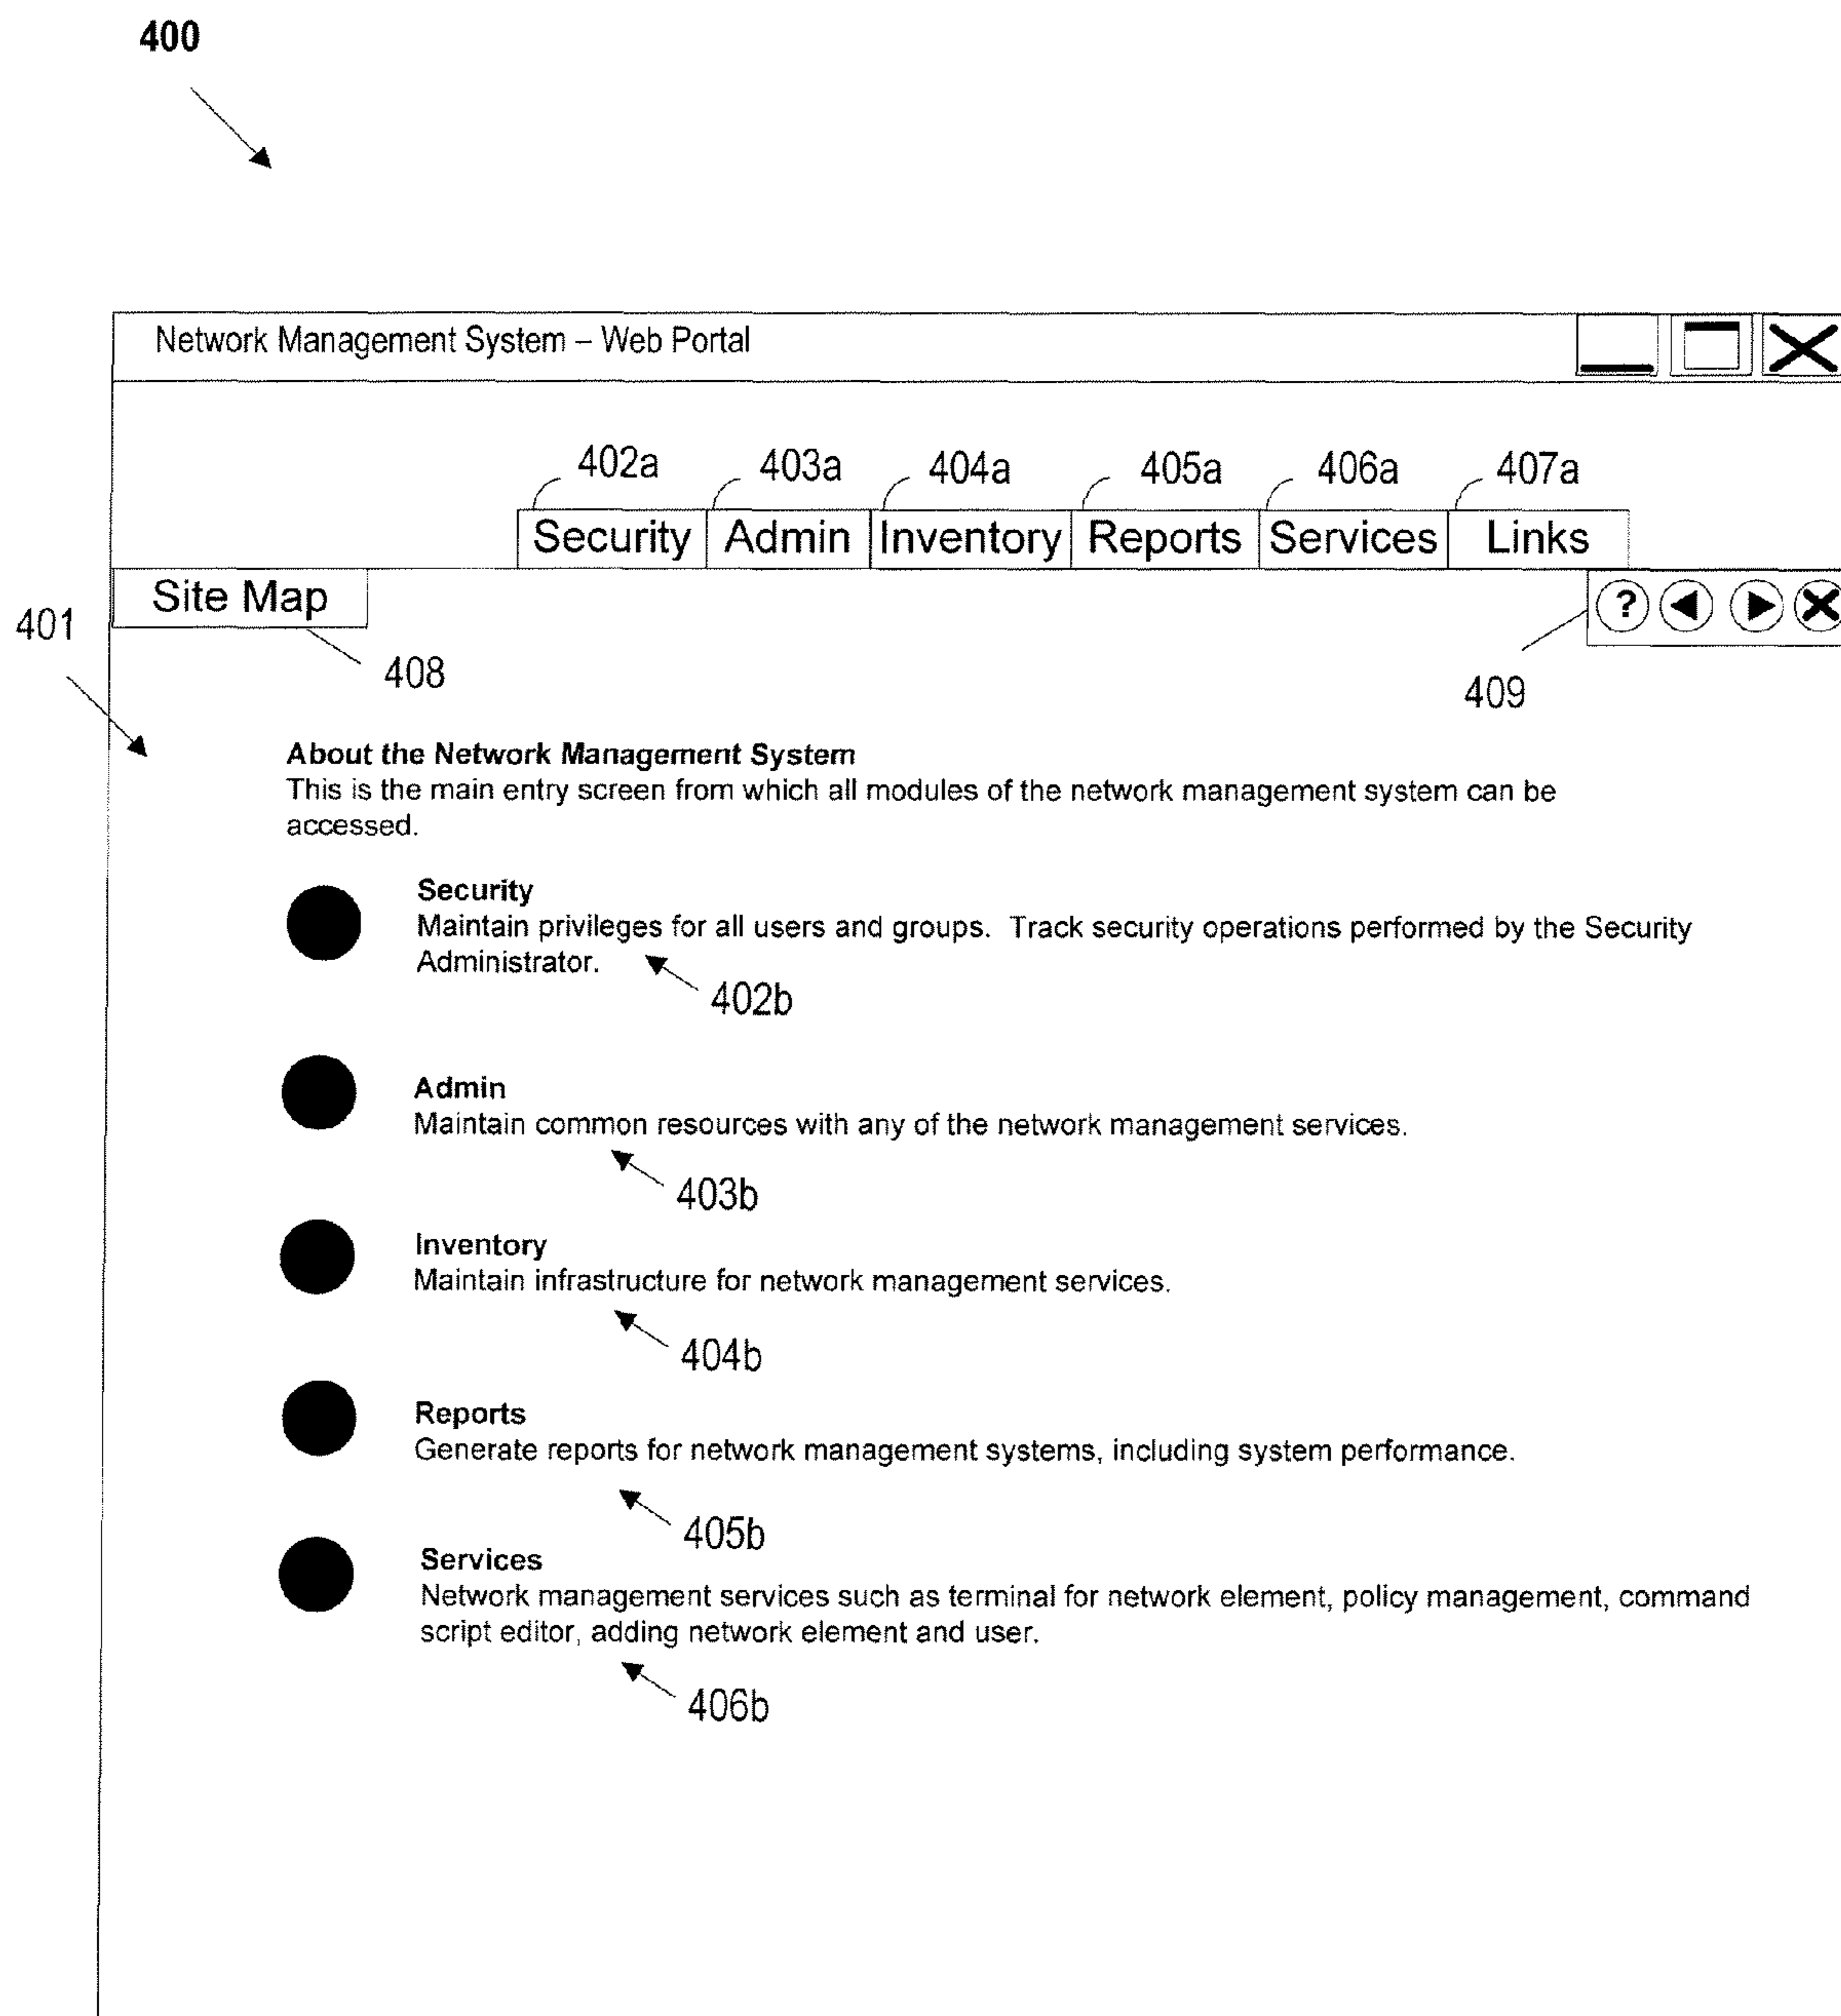 400
Network Management System – Web Portal
402a 403a 404a 405a 406a 407a
Security Admin Inventory Reports Services Links
Site Map ?
401
408
409
About the Network Management System
This is the main entry screen from which all modules of the network management system can be
accessed.
Security
Maintain privileges for all users and groups. Track security operations performed by the Security
Administrator.
402b
Admin
Maintain common resources with any of the network management services.
403b
Inventory
Maintain infrastructure for network management services.
404b
Reports
Generate reports for network management systems, including system performance.
405b
Services
Network management services such as terminal for network element, policy management, command
script editor, adding network element and user.
406b